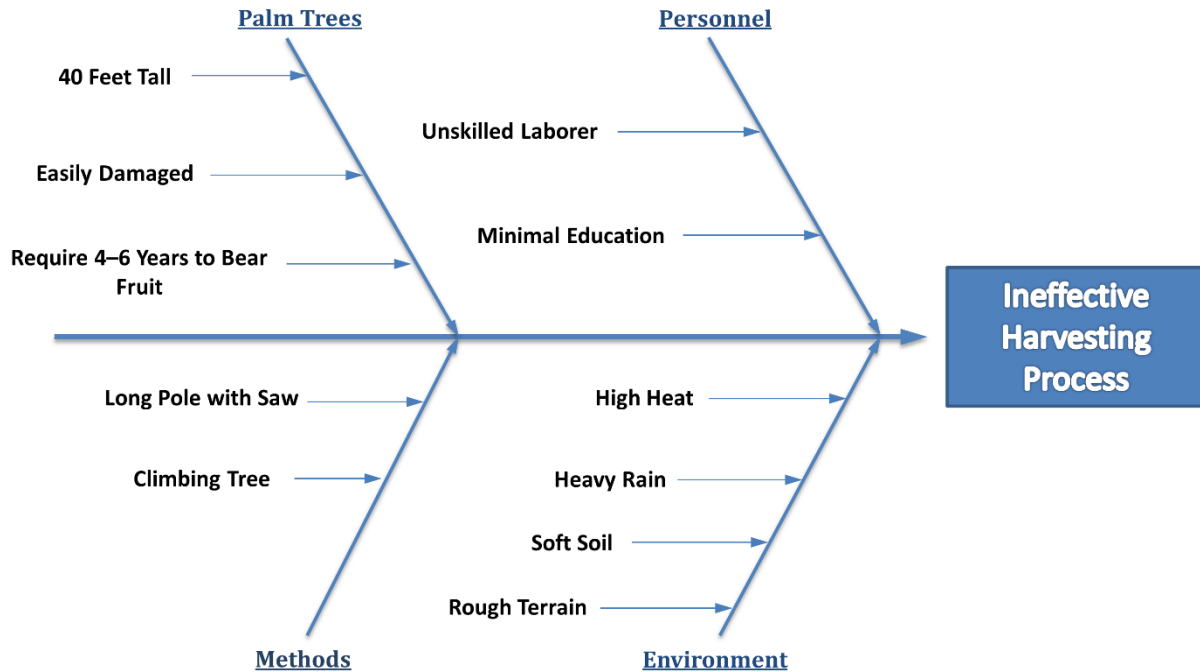 Palm Trees
40 Feet Tall
Easily Damaged
Require 4–6 Years to Bear
Fruit
Personnel
Unskilled Laborer
Minimal Education
Ineffective
Harvesting
Process
Long Pole with Saw
Climbing Tree
Methods
High Heat
Heavy Rain
Soft Soil
Rough Terrain
Environment